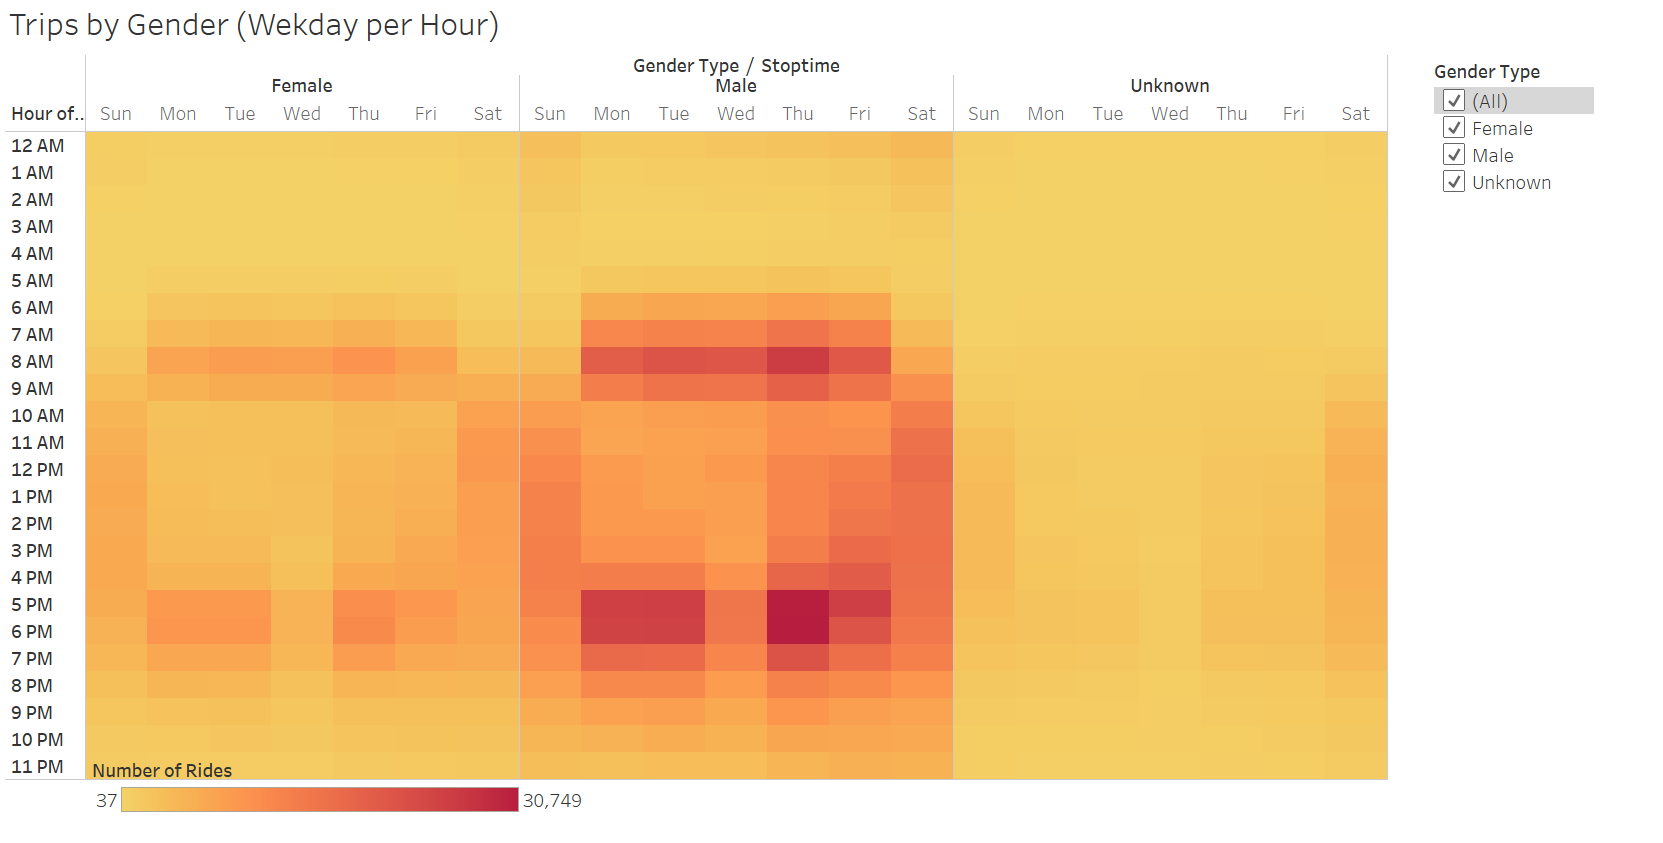 Trips by Gender (Wekday per Hour)
Gender Type / Stoptime
Female Male Unknown
Hour of.. Sun Mon Tue Wed Thu Fri Sat Sun Mon Tue Wed Thu Fri Sat Sun Mon Tue Wed Thu Fri Sat
12 AM
1 AM
2 AM
3 AM
4 AM
5 AM
6 AM
7 AM
8 AM
9 AM
10 AM
11 AM
12 PM
1 PM
2 PM
3 PM
4 PM
5 PM
6 PM
7 PM
8 PM
9 PM
10 PM
11 PM
Number of Rides
37 30,749
Gender Type
(All)
Female
Male
Unknown